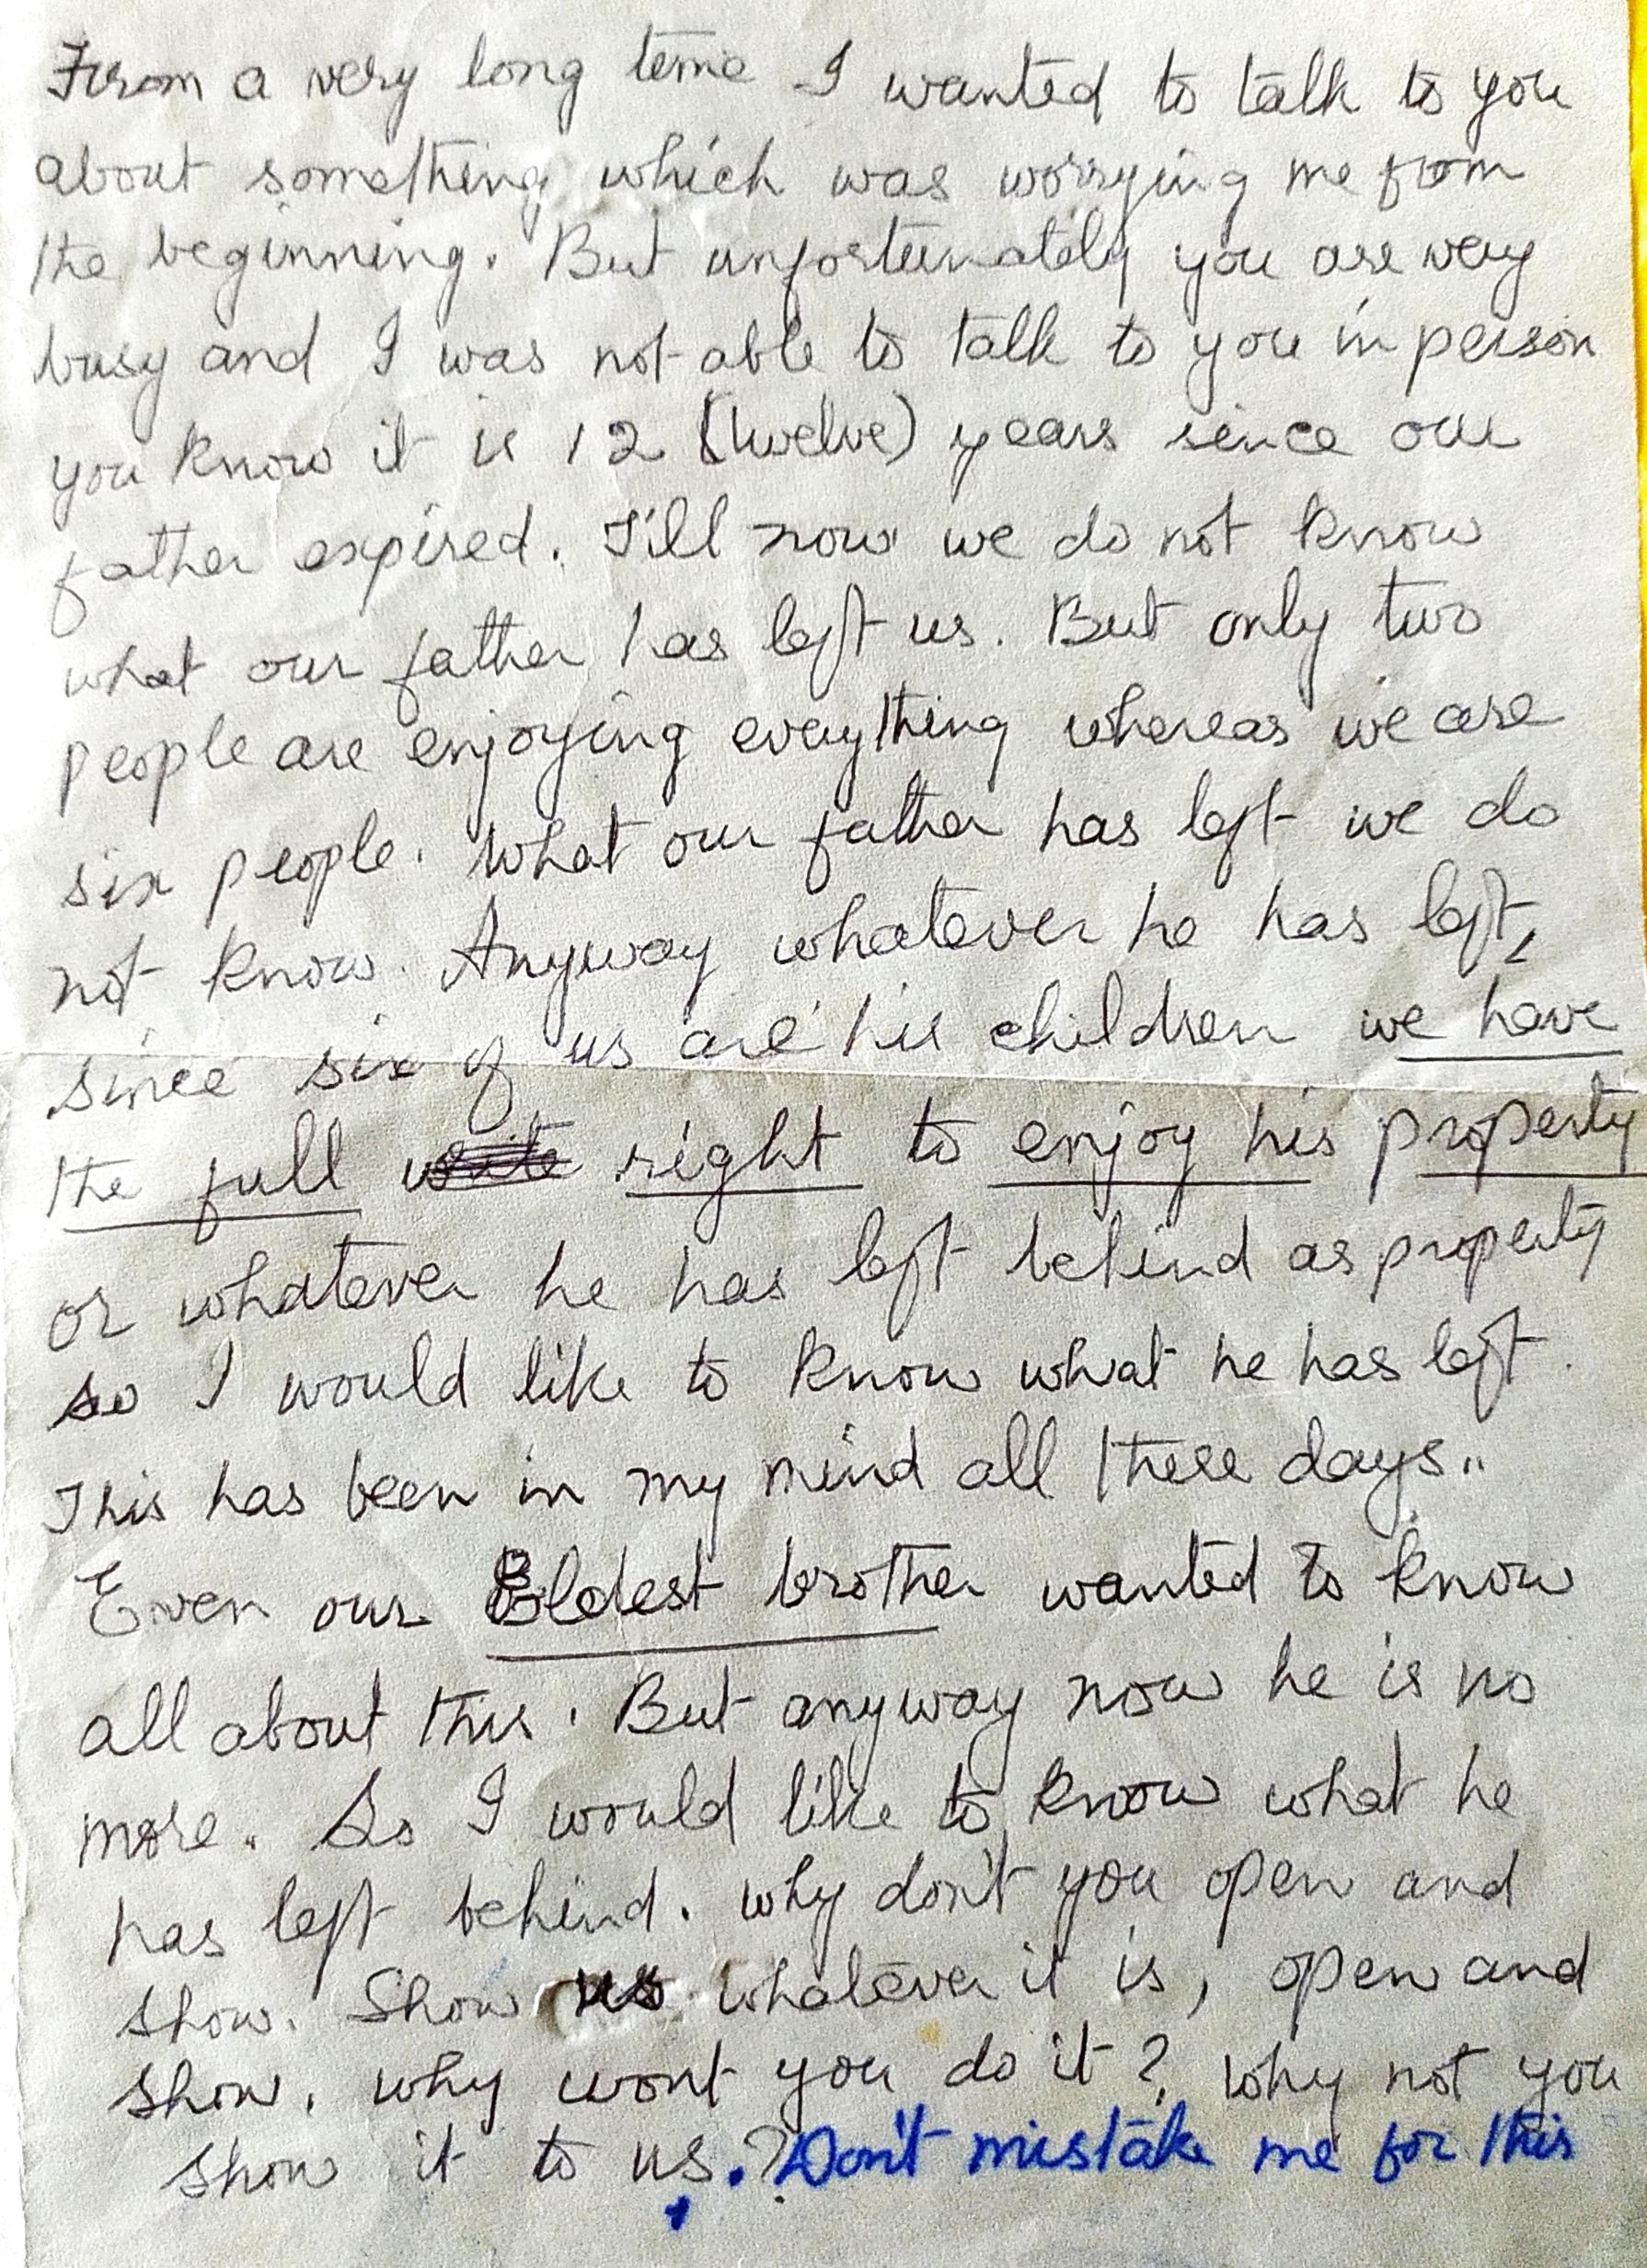 From a very long time I wanted to talk to you
about something which was worrying me from
the beginning. But unfortunately you are very
busy and I was not able to talk to you in person
you know it is 12 (twelve) years since our
father expired. Till now we do not know
what our father has left us. But only two
people are enjoying everything whereas we are
six people. What our father has left we do
not know. Anyway whatever he has left,
since six of us are his children we have
the full right to enjoy his property
or whatever he has left behind as property
so I would like to know what he has left.
This has been in my mind all these days..
Even our Eldest brother wanted to know
all about this. But anyway now he is no
more. So I would like to know what he
has left behind. why don't you open and
show. Show us whatever it is, open and
show. why wont you do it? Why not you
show it to us.? Don't mistake me for this